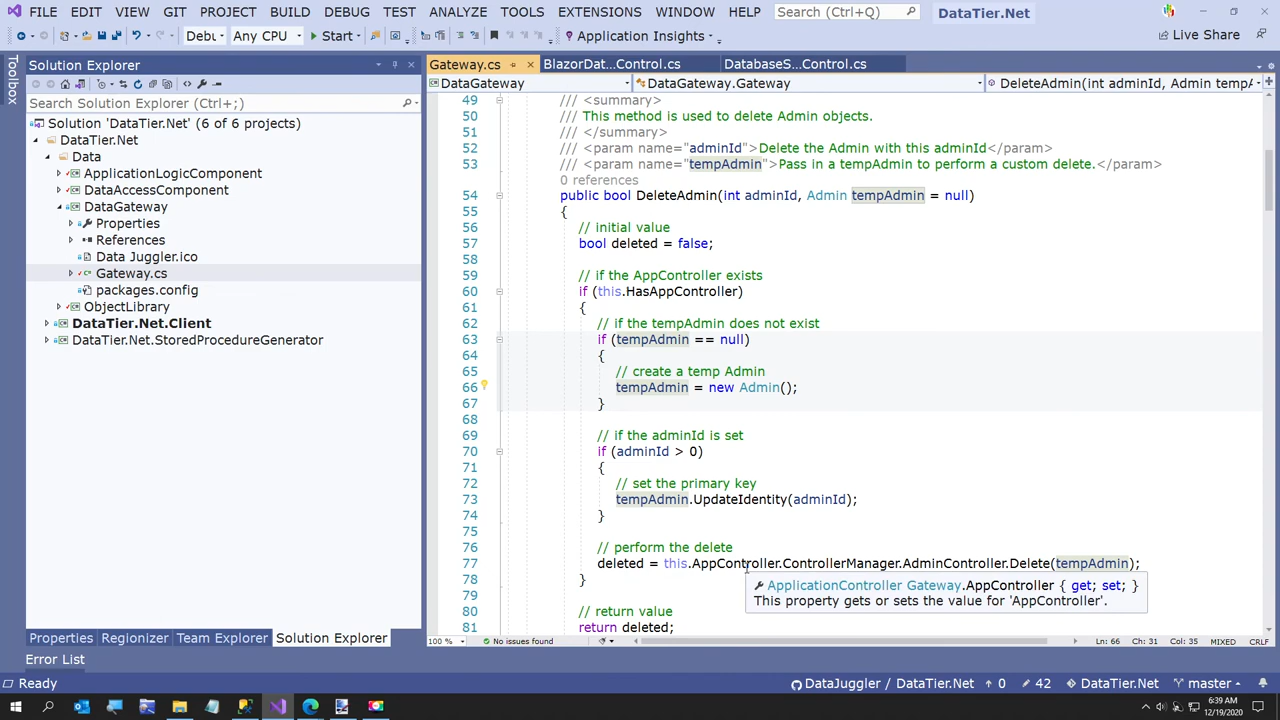 FILE EDIT VIEW GIT PROJECT BUILD DEBUG TEST ANALYZE TOOLS EXTENSIONS WINDOW HELP Search (Ctrl+Q) DataTier.Net
Debu Any CPU Start Application Insights Live Share
Toolbox
Solution Explorer
Search Solution Explorer (Ctrl+;)
Solution 'DataTier.Net' (6 of 6 projects)
DataTier.Net
Data
ApplicationLogicComponent
DataAccessComponent
DataGateway
Properties
References
Data Juggler.ico
Gateway.cs
packages.config
ObjectLibrary
DataTier.Net.Client
DataTier.Net.StoredProcedureGenerator
Properties Regionizer Team Explorer Solution Explorer
Gateway.cs BlazorDat...Control.cs DatabaseS...Control.cs
DataGateway DataGateway.Gateway DeleteAdmin(int adminId, Admin tempA
49 /// <summary>
50 /// This method is used to delete Admin objects.
51 /// </summary>
52 /// <param name="adminId">Delete the Admin with this adminId</param>
53 /// <param name="tempAdmin">Pass in a tempAdmin to perform a custom delete.</param>
0 references
54 public bool DeleteAdmin(int adminId, Admin tempAdmin = null)
55 {
56 // initial value
57 bool deleted = false;
58
59 // if the AppController exists
60 if (this.HasAppController)
61 {
62 // if the tempAdmin does not exist
63 if (tempAdmin == null)
64 {
65 // create a temp Admin
66 tempAdmin = new Admin();
67 }
68
69 // if the adminId is set
70 if (adminId > 0)
71 {
72 // set the primary key
73 tempAdmin.UpdateIdentity(adminId);
74 }
75
76 // perform the delete
77 deleted = this.AppController.ControllerManager.AdminController.Delete(tempAdmin);
78 }
ApplicationController Gateway.AppController { get; set; }
This property gets or sets the value for 'AppController'.
79
80 // return value
81 return deleted;
100 % No issues found Ln: 66 Ch: 31 Col: 35 MIXED CRLF
Error List
Ready DataJuggler / DataTier.Net 0 42 DataTier.Net master
6:39 AM
12/19/2020